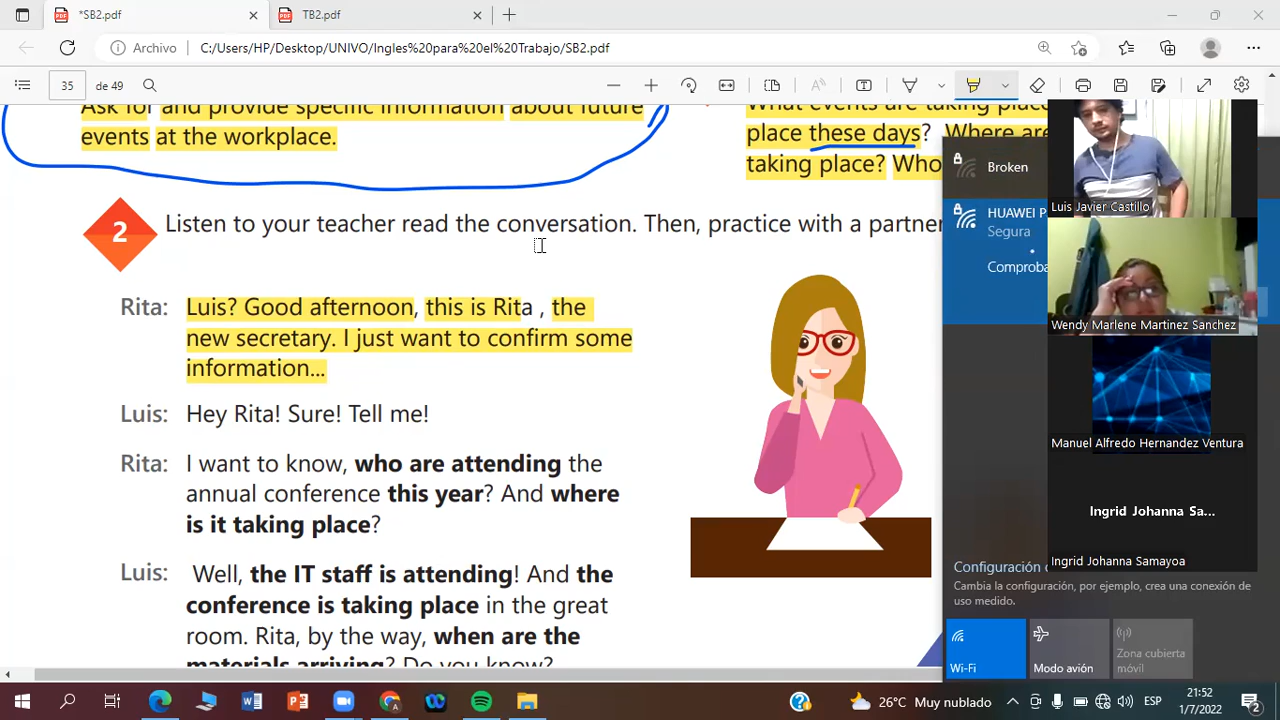 *SB2.pdf
TB2.pdf
Archivo C:/Users/HP/Desktop/UNIVO/Ingles%20para%20el%20Trabajo/SB2.pdf
35 de 49
Ask for and provide specific information about future
events at the workplace.
What events are taking place
place these days? Where are
taking place? Who
2
Listen to your teacher read the conversation. Then, practice with a partner
Rita: Luis? Good afternoon, this is Rita , the
new secretary. I just want to confirm some
information...
Luis: Hey Rita! Sure! Tell me!
Rita: I want to know, who are attending the
annual conference this year? And where
is it taking place?
Luis: Well, the IT staff is attending! And the
conference is taking place in the great
room. Rita, by the way, when are the
materials arriving? Do you know?
Broken
HUAWEI P
Segura
Comproba
Luis Javier Castillo
Wendy Marlene Martinez Sanchez
Manuel Alfredo Hernandez Ventura
Ingrid Johanna Sa...
Ingrid Johanna Samayoa
Configuración
Cambia la configuración, por ejemplo, crea una conexión de
uso medido.
Wi-Fi
Modo avión
Zona cubierta
móvil
26°C Muy nublado
ESP
21:52
1/7/2022
2